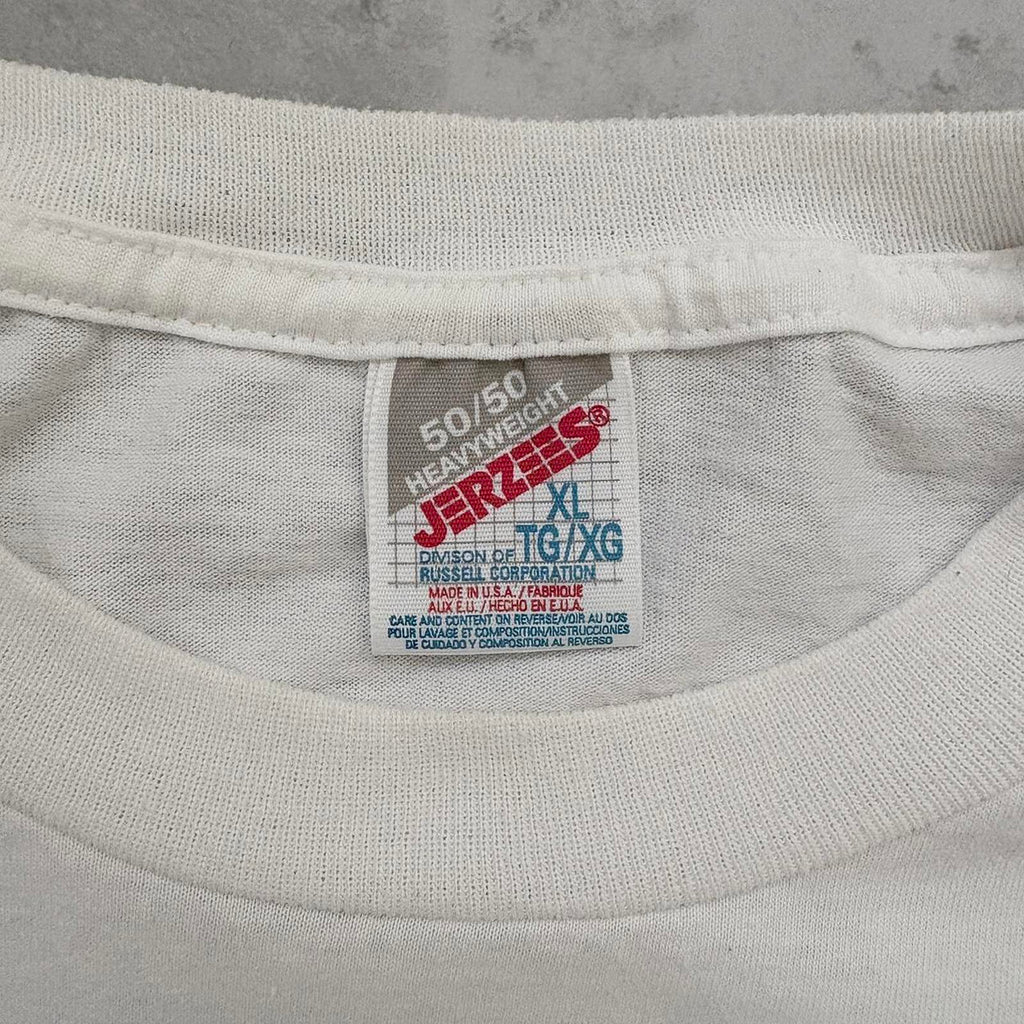 50/50
HEAVYWEIGHT
JERZEES®
XL
TG/XG
DIVISON OF
RUSSELL CORPORATION
MADE IN U.S.A. / FABRIQUE
AUX E.U. / HECHO EN E.U.A.
CARE AND CONTENT ON REVERSE/VOIR AU DOS
POUR LAVAGE ET COMPOSITION/INSTRUCCIONES
DE CUIDADO Y COMPOSITION AL REVERSO